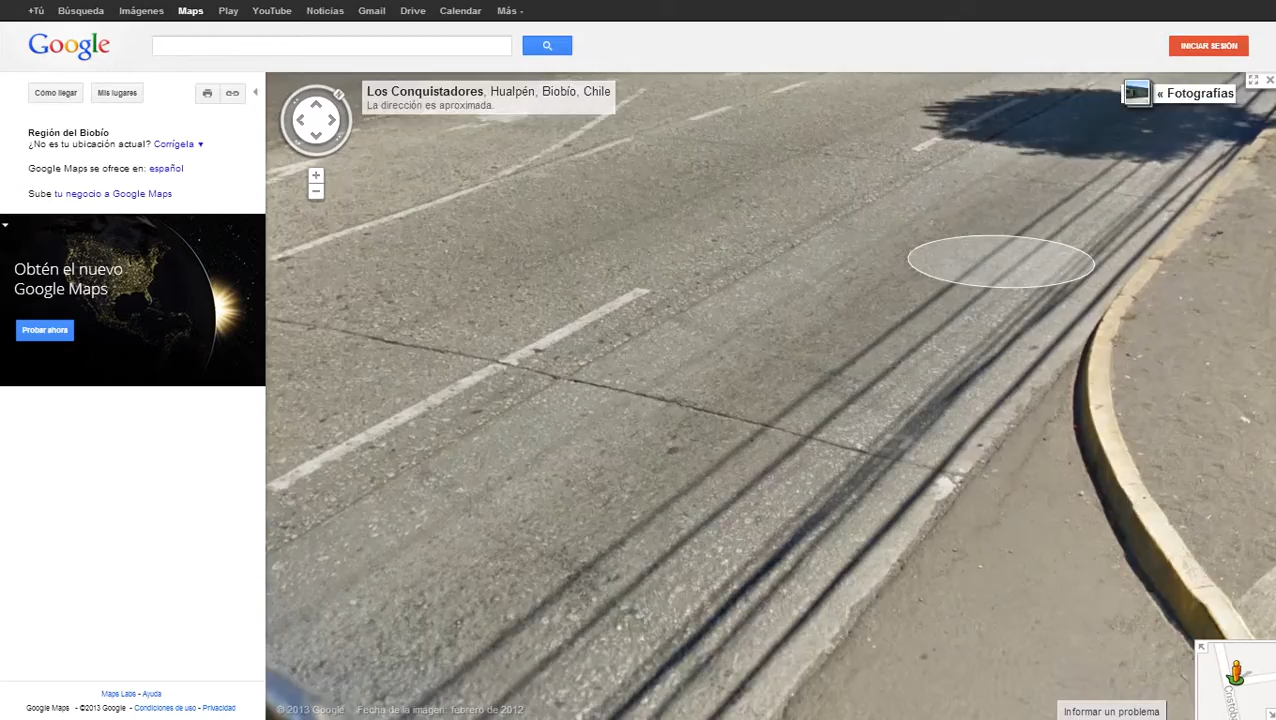 +Tú Búsqueda Imágenes Maps Play YouTube Noticias Gmail Drive Calendar Más
Google
INICIAR SESIÓN
Cómo llegar Mis lugares
Los Conquistadores, Hualpén, Biobío, Chile
La dirección es aproximada.
« Fotografías
Región del Biobío
¿No es tu ubicación actual? Corrígela ▼
Google Maps se ofrece en: español
Sube tu negocio a Google Maps
Obtén el nuevo
Google Maps
Probar ahora
Maps Labs - Ayuda
Google Maps - ©2013 Google - Condiciones de uso - Privacidad
© 2013 Google Fecha de la imagen: febrero de 2012
Informar un problema